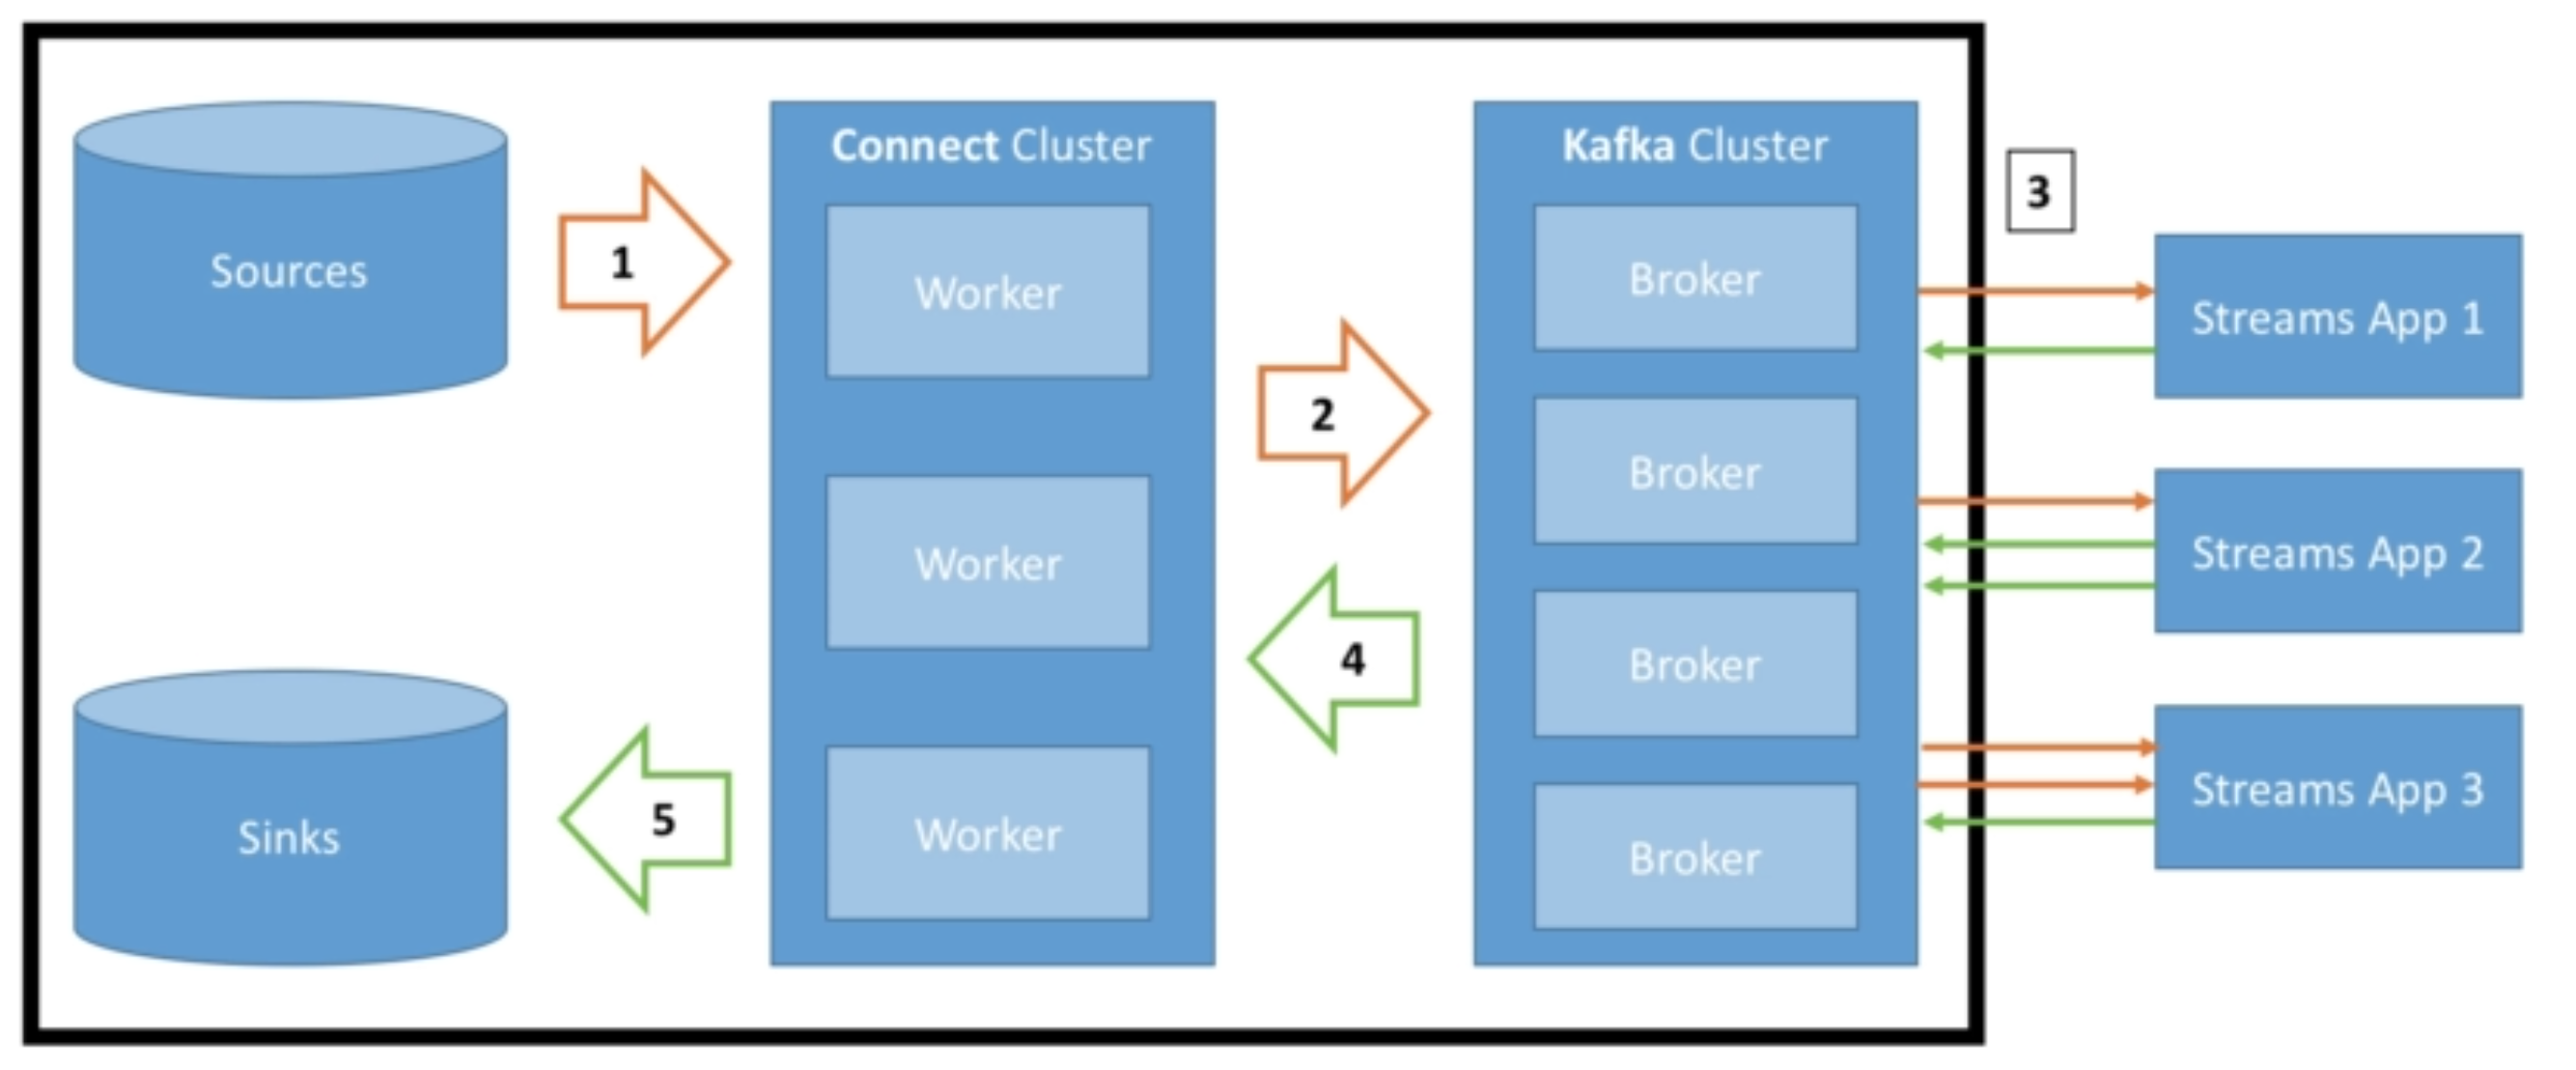 Sources
1
Connect Cluster
Worker
Worker
Worker
2
Kafka Cluster
Broker
Broker
Broker
Broker
3
Streams App 1
Streams App 2
Streams App 3
4
5
Sinks